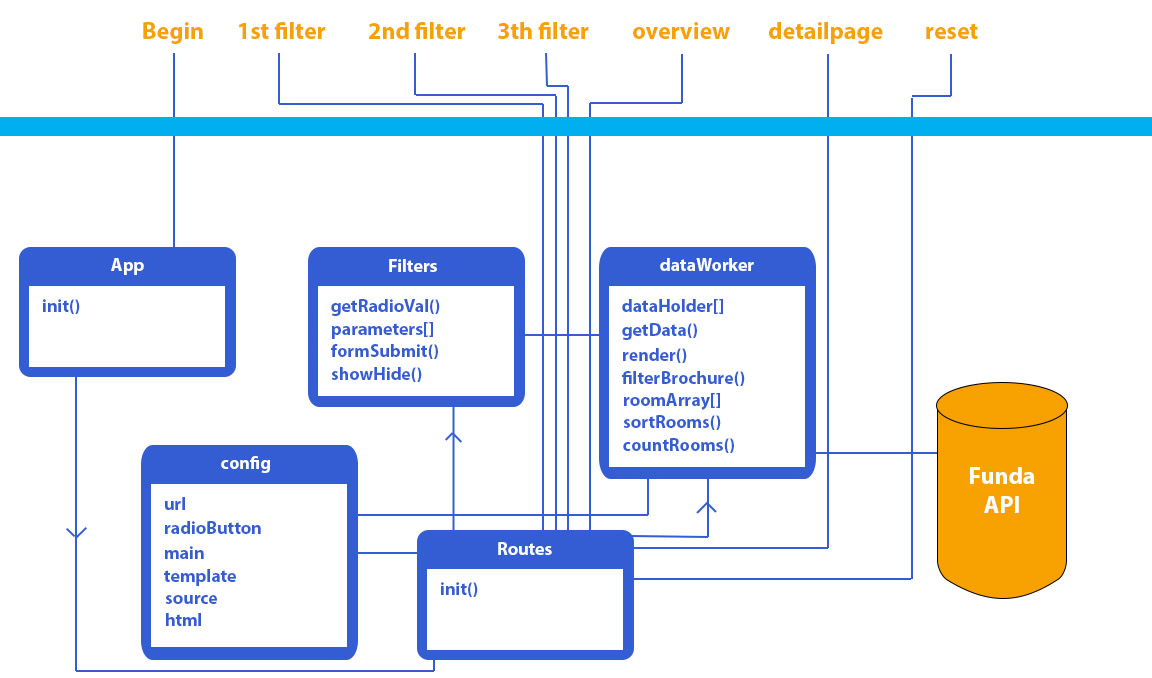 Begin 1st filter 2nd filter 3th filter overview detailpage reset
App
init()
Filters
getRadioVal()
parameters[]
formSubmit()
showHide()
dataWorker
dataHolder[]
getData()
render()
filterBrochure()
roomArray[]
sortRooms()
countRooms()
config
url
radioButton
main
template
source
html
Routes
init()
Funda
API